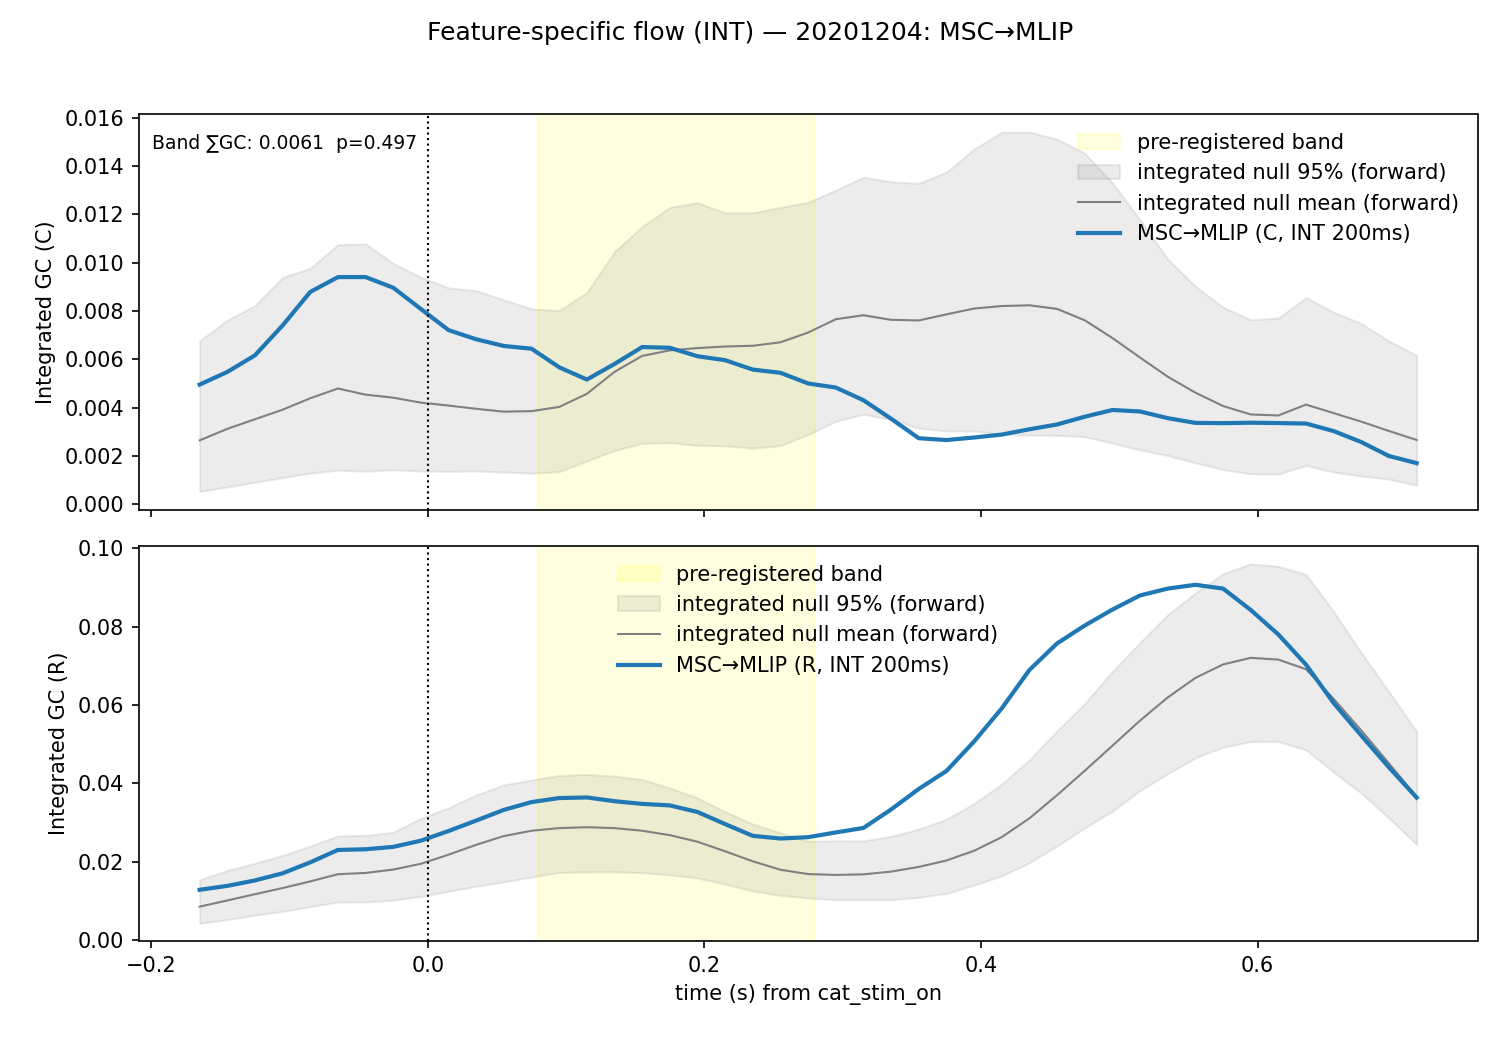 Feature-specific flow (INT) — 20201204: MSC→MLIP
Integrated GC (C)
0.016
0.014
0.012
0.010
0.008
0.006
0.004
0.002
0.000
Band ∑GC: 0.0061  p=0.497
pre-registered band
integrated null 95% (forward)
integrated null mean (forward)
MSC→MLIP (C, INT 200ms)
Integrated GC (R)
0.10
0.08
0.06
0.04
0.02
0.00
pre-registered band
integrated null 95% (forward)
integrated null mean (forward)
MSC→MLIP (R, INT 200ms)
−0.2
0.0
0.2
0.4
0.6
time (s) from cat_stim_on